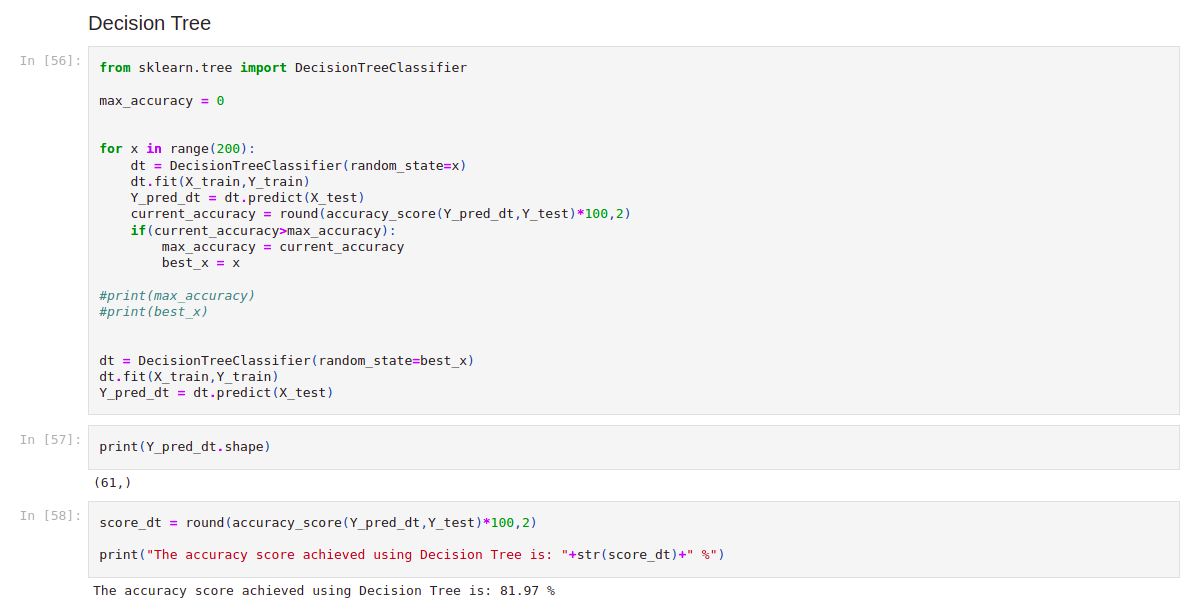 Decision Tree
In [56]:
from sklearn.tree import DecisionTreeClassifier
max_accuracy = 0
for x in range(200):
    dt = DecisionTreeClassifier(random_state=x)
    dt.fit(X_train,Y_train)
    Y_pred_dt = dt.predict(X_test)
    current_accuracy = round(accuracy_score(Y_pred_dt,Y_test)*100,2)
    if(current_accuracy>max_accuracy):
        max_accuracy = current_accuracy
        best_x = x
#print(max_accuracy)
#print(best_x)
dt = DecisionTreeClassifier(random_state=best_x)
dt.fit(X_train,Y_train)
Y_pred_dt = dt.predict(X_test)
In [57]:
print(Y_pred_dt.shape)
(61,)
In [58]:
score_dt = round(accuracy_score(Y_pred_dt,Y_test)*100,2)
print("The accuracy score achieved using Decision Tree is: "+str(score_dt)+" %")
The accuracy score achieved using Decision Tree is: 81.97 %